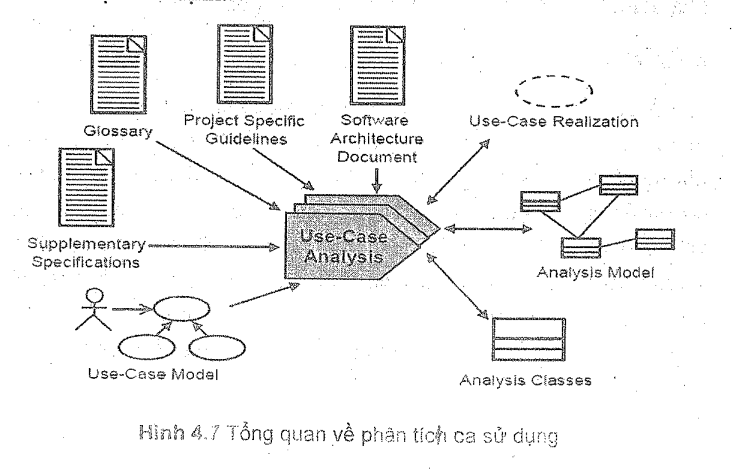 Glossary
Project Specific
Guidelines
Software
Architecture
Document
Use-Case Realization
Supplementary
Specifications
Use-Case
Analysis
Analysis Model
Use-Case Model
Analysis Classes
Hình 4.7 Tổng quan về phân tích ca sử dụng